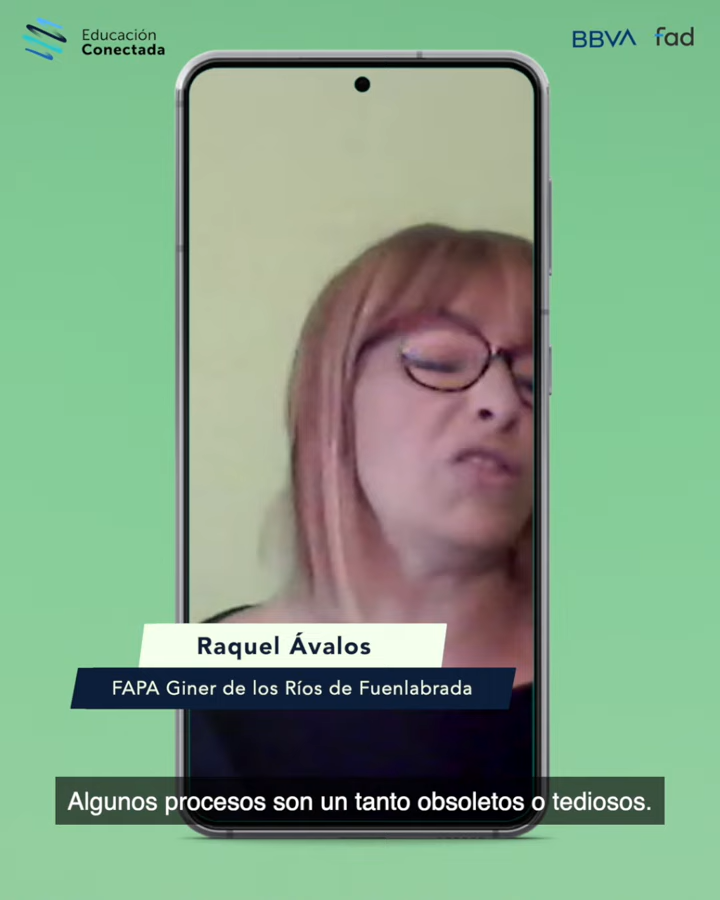 Educación
Conectada
BBVA fad
Raquel Ávalos
FAPA Giner de los Ríos de Fuenlabrada
Algunos procesos son un tanto obsoletos o tediosos.